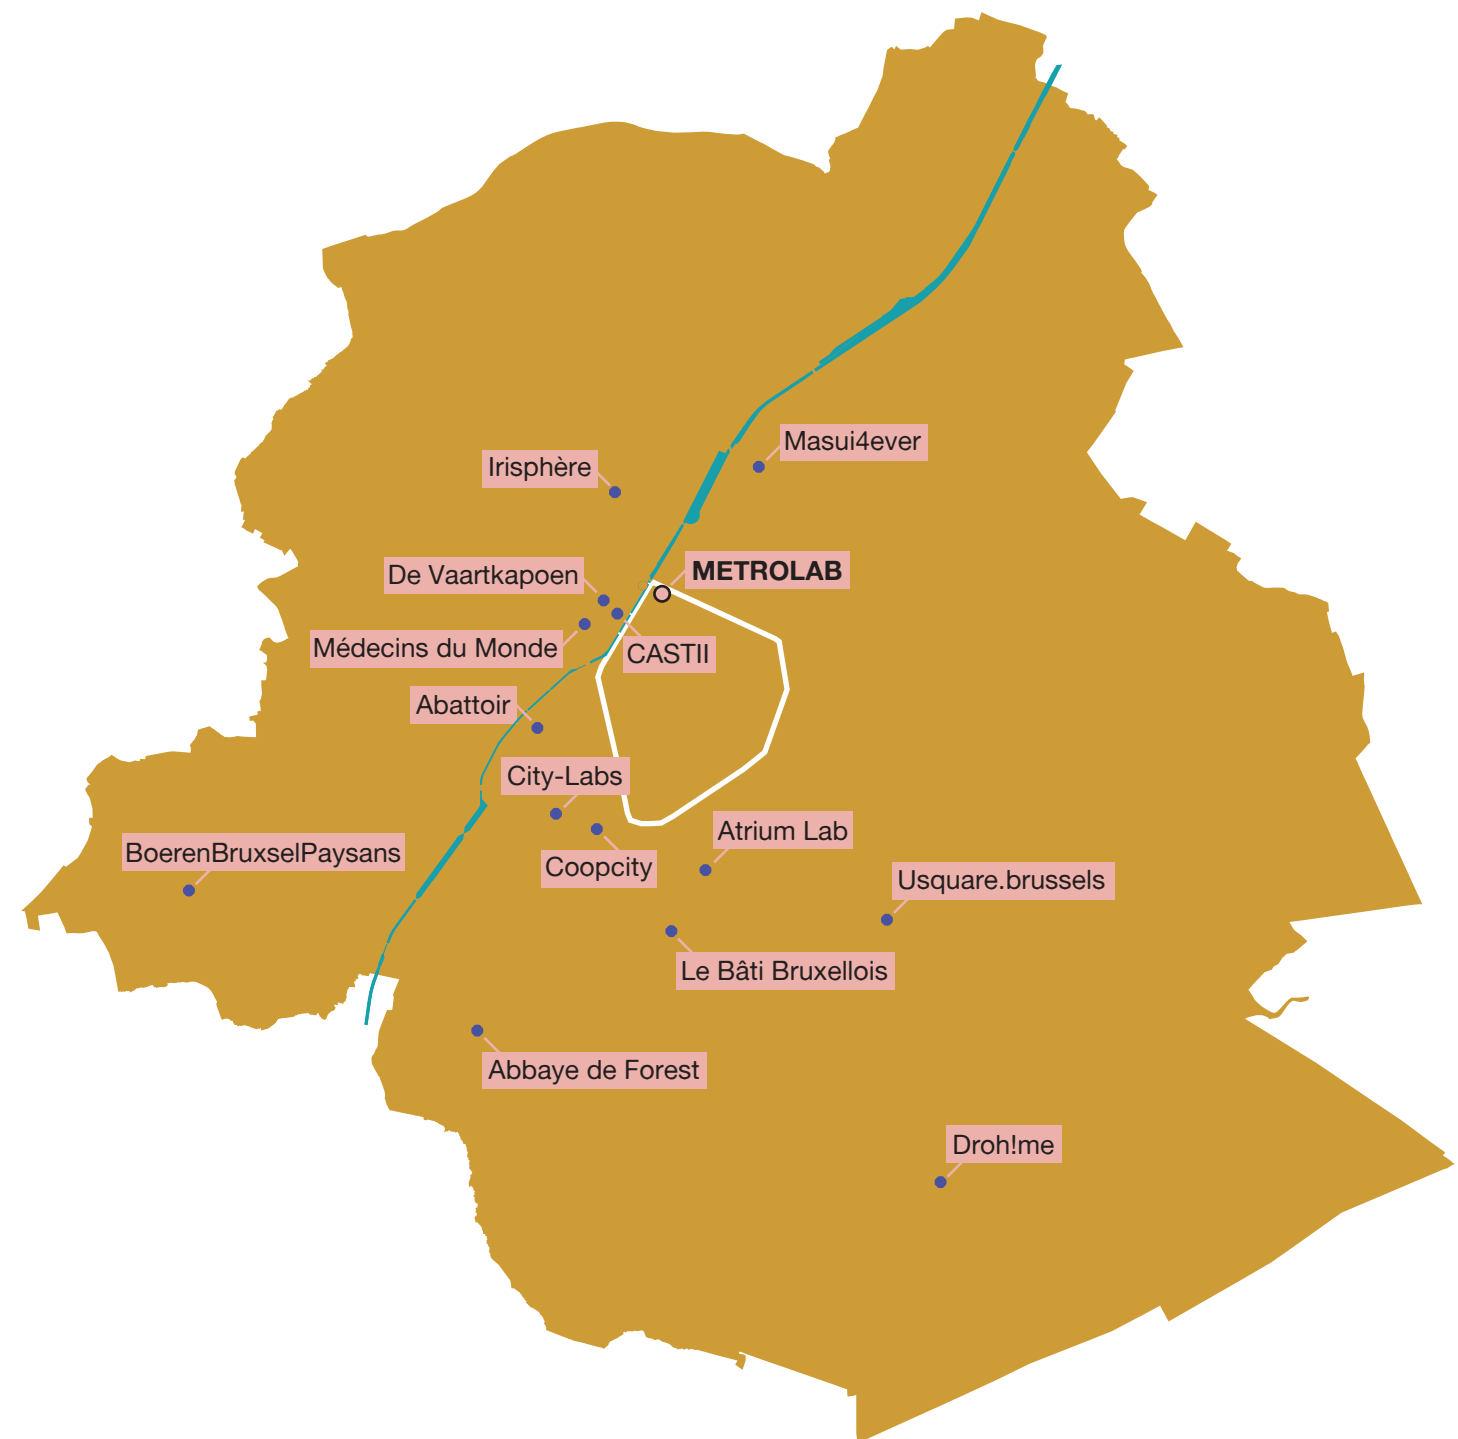 Masui4ever
Irisphère
METROLAB
De Vaartkapoen
Médecins du Monde
CASTII
Abattoir
City-Labs
Atrium Lab
BoerenBruxselPaysans
Coopcity
Usquare.brussels
Le Bâti Bruxellois
Abbaye de Forest
Droh!me